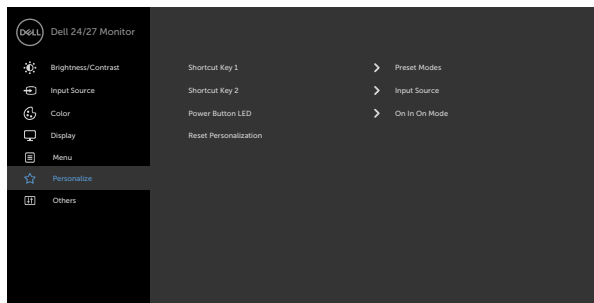 DELL Dell 24/27 Monitor
Brightness/Contrast Shortcut Key 1 Preset Modes
Input Source Shortcut Key 2 Input Source
Color Power Button LED On In On Mode
Display Reset Personalization
Menu
Personalize
Others